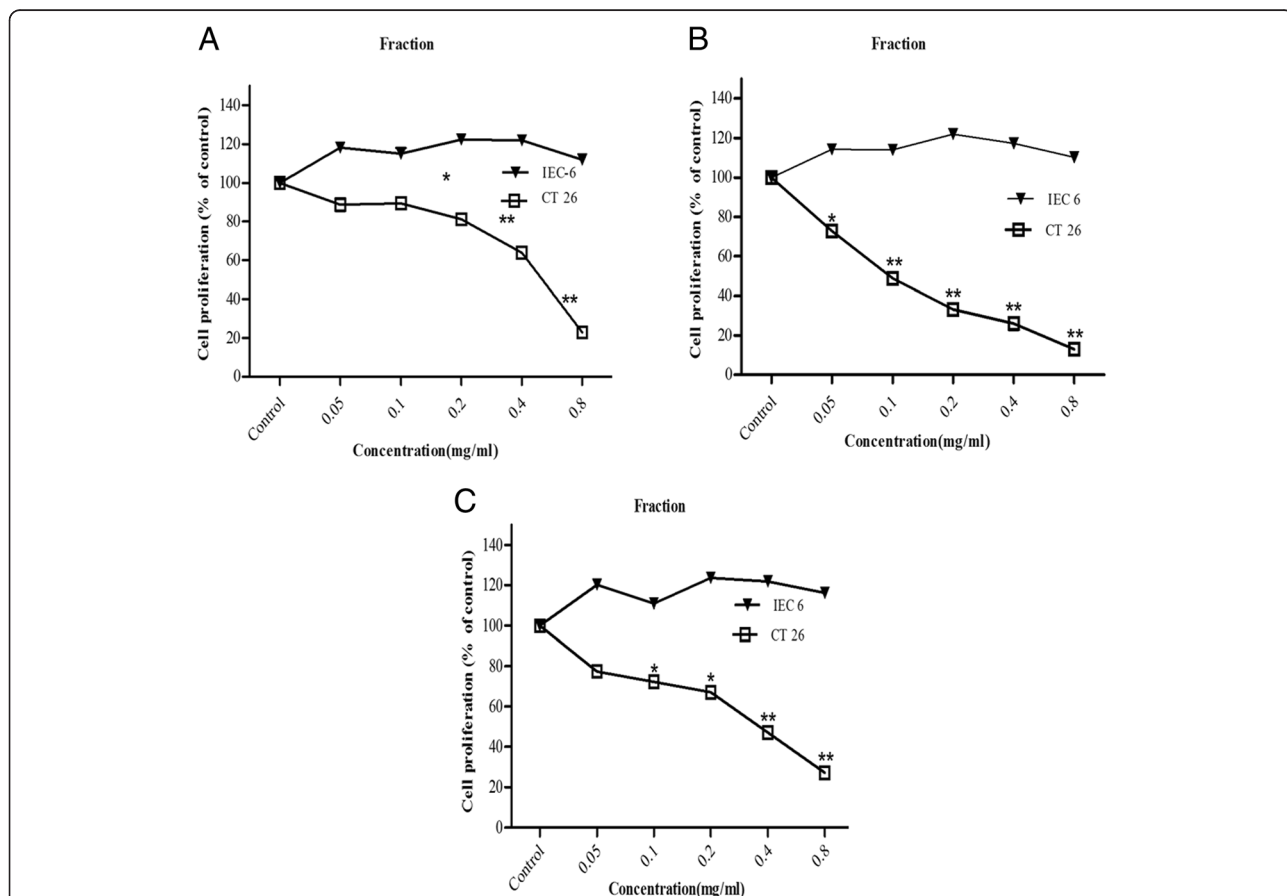 A
Fraction
Cell proliferation (% of control)
140
120
100
80
60
40
20
0
*
**
**
IEC-6
CT 26
Control
0.05
0.1
0.2
0.4
0.8
Concentration(mg/ml)
B
Fraction
Cell proliferation (% of control)
140
120
100
80
60
40
20
0
*
**
**
**
**
IEC 6
CT 26
Control
0.05
0.1
0.2
0.4
0.8
Concentration(mg/ml)
C
Fraction
Cell proliferation (% of control)
140
120
100
80
60
40
20
0
*
*
**
**
IEC 6
CT 26
Control
0.05
0.1
0.2
0.4
0.8
Concentration(mg/ml)